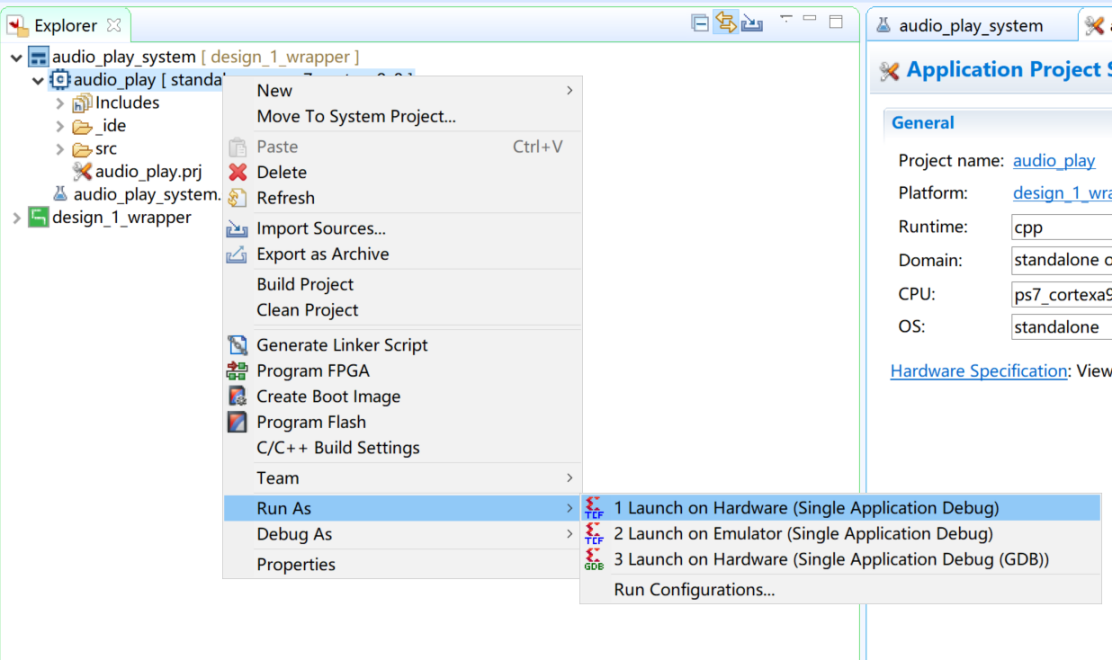 Explorer
audio_play_system [ design_1_wrapper ]
audio_play [
Includes
_ide
src
audio_play.prj
audio_play_system.
design_1_wrapper
New
Move To System Project...
Paste Ctrl+V
Delete
Refresh
Import Sources...
Export as Archive
Build Project
Clean Project
Generate Linker Script
Program FPGA
Create Boot Image
Program Flash
C/C++ Build Settings
Team
Run As
Debug As
Properties
1 Launch on Hardware (Single Application Debug)
2 Launch on Emulator (Single Application Debug)
3 Launch on Hardware (Single Application Debug (GDB))
Run Configurations...
TCF
TCF
GDB
audio_play_system
Application Project S
General
Project name: audio_play
Platform: design_1_wra
Runtime: cpp
Domain: standalone o
CPU: ps7_cortexa9
OS: standalone
Hardware Specification: View